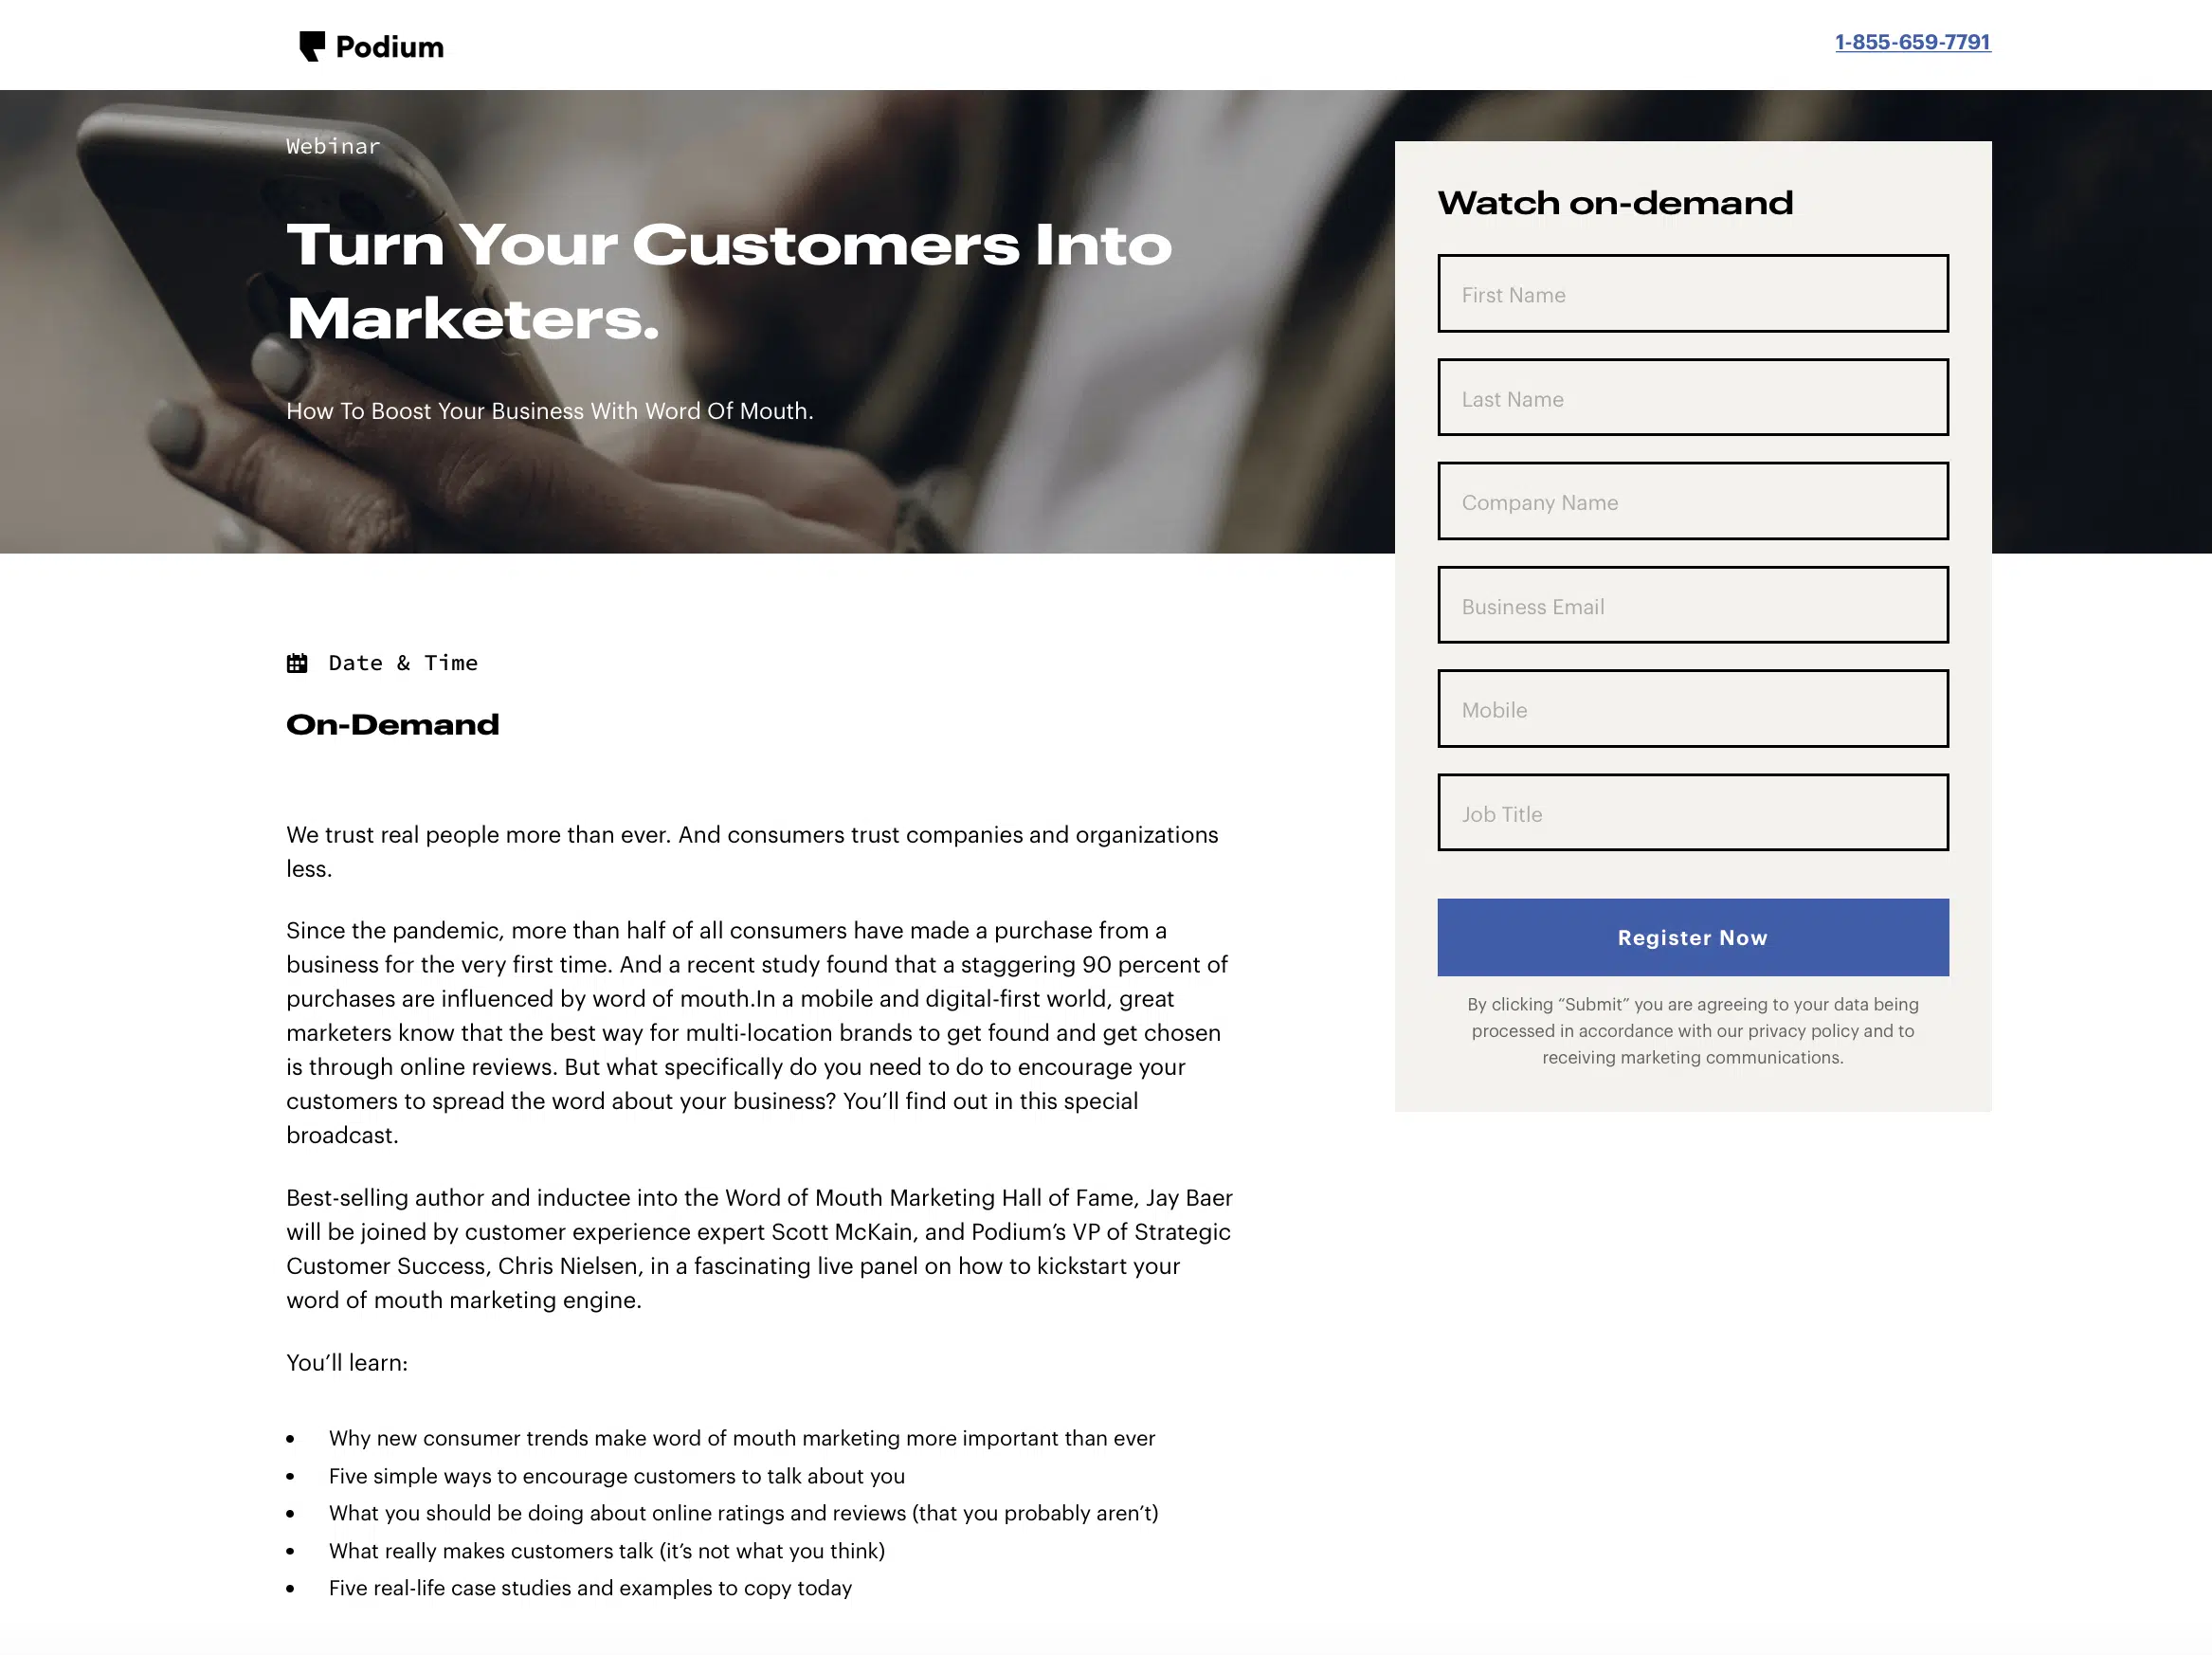 Podium
1-855-659-7791
Webinar
Turn Your Customers Into
Marketers.
How To Boost Your Business With Word Of Mouth.
Watch on-demand
First Name
Last Name
Company Name
Business Email
Mobile
Job Title
Register Now
By clicking “Submit” you are agreeing to your data being
processed in accordance with our privacy policy and to
receiving marketing communications.
Date & Time
On-Demand
We trust real people more than ever. And consumers trust companies and organizations
less.
Since the pandemic, more than half of all consumers have made a purchase from a
business for the very first time. And a recent study found that a staggering 90 percent of
purchases are influenced by word of mouth.In a mobile and digital-first world, great
marketers know that the best way for multi-location brands to get found and get chosen
is through online reviews. But what specifically do you need to do to encourage your
customers to spread the word about your business? You’ll find out in this special
broadcast.
Best-selling author and inductee into the Word of Mouth Marketing Hall of Fame, Jay Baer
will be joined by customer experience expert Scott McKain, and Podium’s VP of Strategic
Customer Success, Chris Nielsen, in a fascinating live panel on how to kickstart your
word of mouth marketing engine.
You’ll learn:
• Why new consumer trends make word of mouth marketing more important than ever
• Five simple ways to encourage customers to talk about you
• What you should be doing about online ratings and reviews (that you probably aren’t)
• What really makes customers talk (it’s not what you think)
• Five real-life case studies and examples to copy today